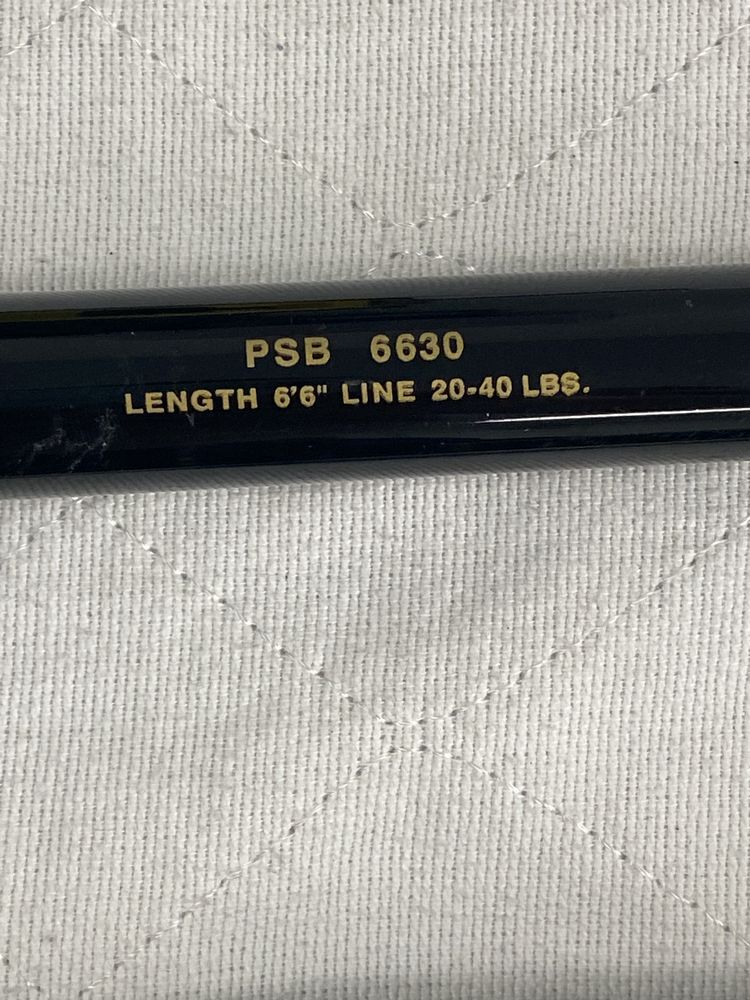 PSB 6630
LENGTH 6'6" LINE 20-40 LBS.